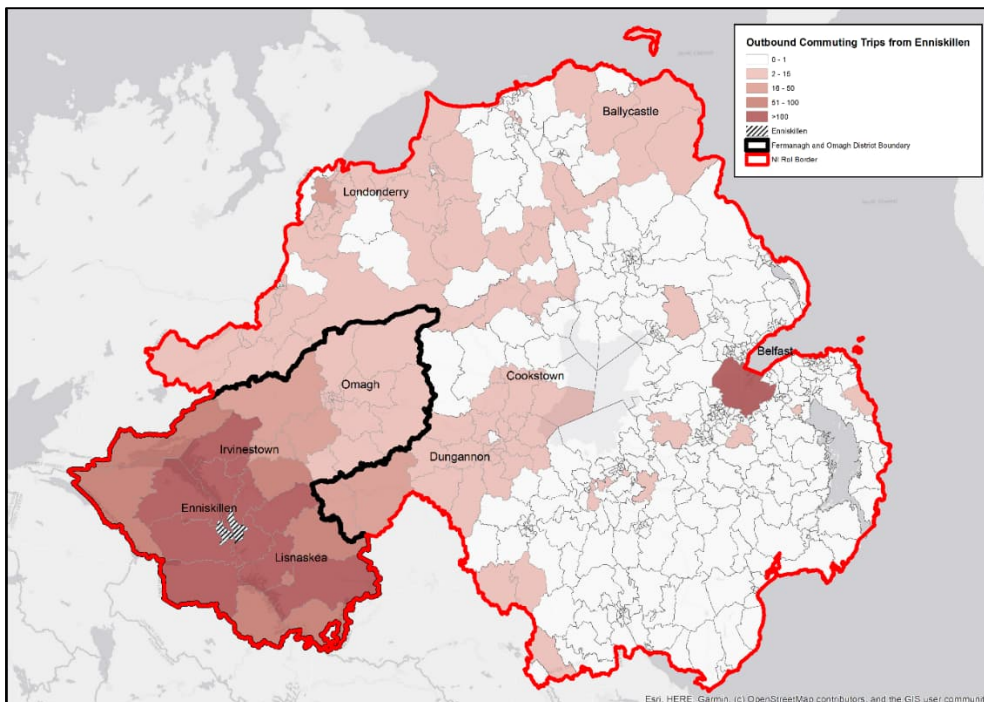 Outbound Commuting Trips from Enniskillen
0 - 1
2 - 15
16 - 50
51 - 100
>100
Enniskillen
Fermanagh and Omagh District Boundary
NI RoI Border
Ballycastle
Londonderry
Belfast
Omagh
Cookstown
Irvinestown
Dungannon
Enniskillen
Lisnaskea
Esri, HERE, Garmin, (c) OpenStreetMap contributors, and the GIS user communit